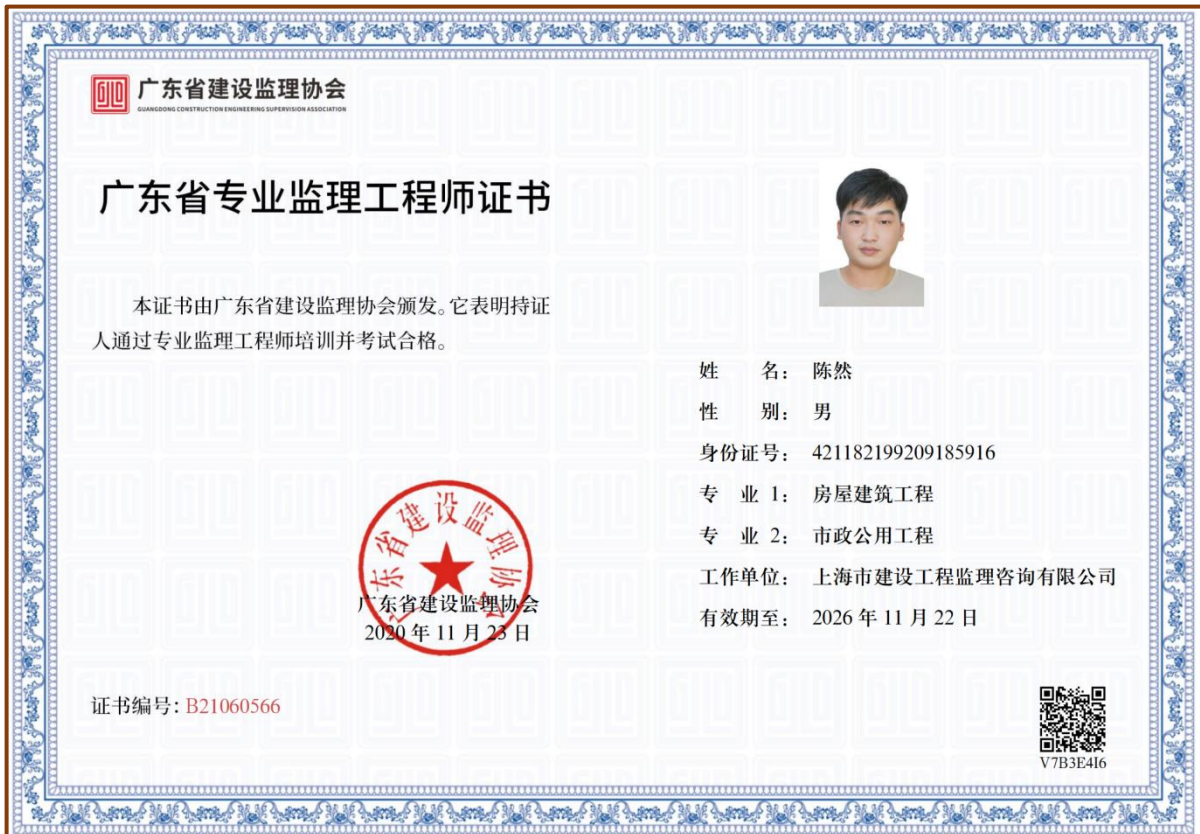 广东省建设监理协会
GUANGDONG CONSTRUCTION ENGINEERING SUPERVISION ASSOCIATION
广东省专业监理工程师证书
本证书由广东省建设监理协会颁发。它表明持证
人通过专业监理工程师培训并考试合格。
姓 名： 陈然
性 别： 男
身份证号： 421182199209185916
专 业 1： 房屋建筑工程
专 业 2： 市政公用工程
工作单位： 上海市建设工程监理咨询有限公司
有效期至： 2026 年 11 月 22 日
广东省建设监理协会
广东省建设监理协会
2020 年 11 月 23 日
证书编号：B21060566
V7B3E4I6